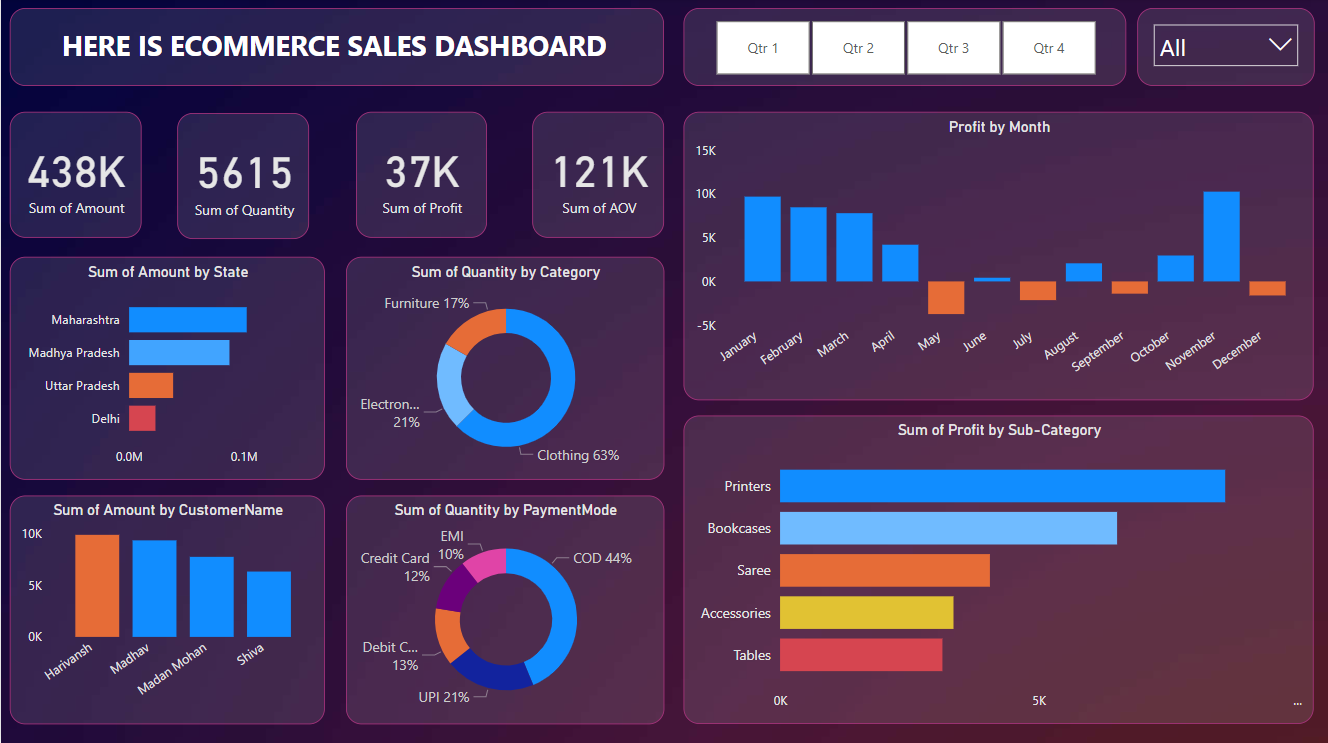 HERE IS ECOMMERCE SALES DASHBOARD
Qtr 1
Qtr 2
Qtr 3
Qtr 4
All
438K
Sum of Amount
5615
Sum of Quantity
37K
Sum of Profit
121K
Sum of AOV
Profit by Month
15K
10K
5K
0K
-5K
January
February
March
April
May
June
July
August
September
October
November
December
Sum of Amount by State
Maharashtra
Madhya Pradesh
Uttar Pradesh
Delhi
0.0M
0.1M
Sum of Quantity by Category
Furniture 17%
Electron...
21%
Clothing 63%
Sum of Profit by Sub-Category
Printers
Bookcases
Saree
Accessories
Tables
0K
5K
...
Sum of Amount by CustomerName
10K
5K
0K
Harivansh
Madhav
Madan Mohan
Shiva
Sum of Quantity by PaymentMode
EMI
10%
Credit Card
12%
COD 44%
Debit C...
13%
UPI 21%